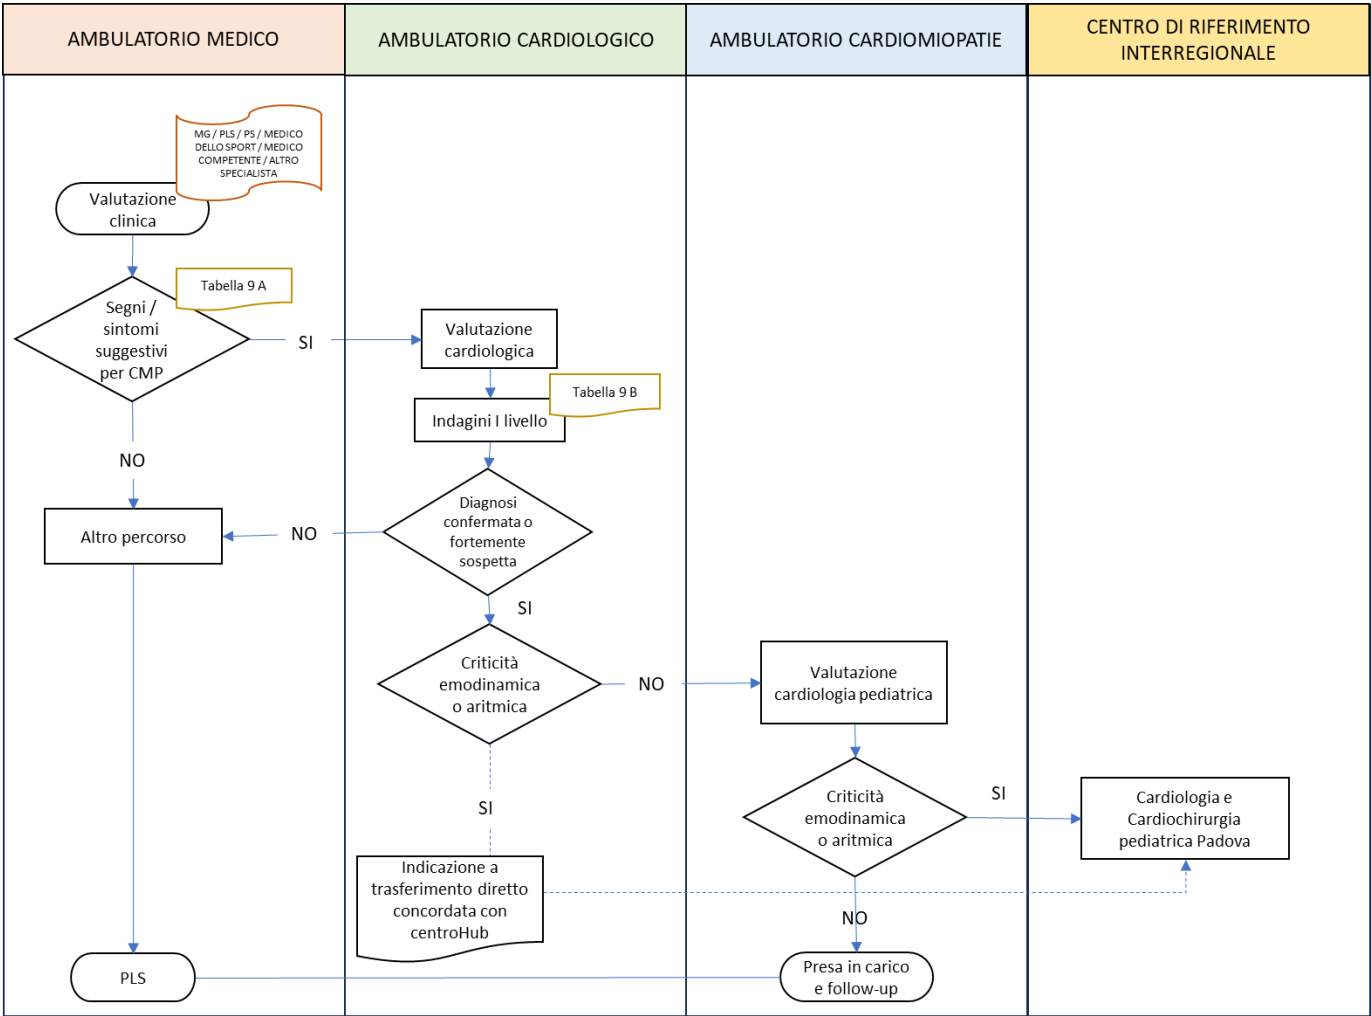 AMBULATORIO MEDICO
AMBULATORIO CARDIOLOGICO
AMBULATORIO CARDIOMIOPATIE
CENTRO DI RIFERIMENTO
INTERREGIONALE
MG / PLS / PS / MEDICO
DELLO SPORT / MEDICO
COMPETENTE / ALTRO
SPECIALISTA
Valutazione
clinica
Tabella 9 A
Segni /
sintomi
suggestivi
per CMP
SI
Valutazione
cardiologica
Tabella 9 B
Indagini I livello
NO
Diagnosi
confermata o
fortemente
sospetta
Altro percorso
NO
SI
Criticità
emodinamica
o aritmica
NO
Valutazione
cardiologia pediatrica
SI
Criticità
emodinamica
o aritmica
SI
Cardiologia e
Cardiochirurgia
pediatrica Padova
Indicazione a
trasferimento diretto
concordata con
centroHub
NO
PLS
Presa in carico
e follow-up